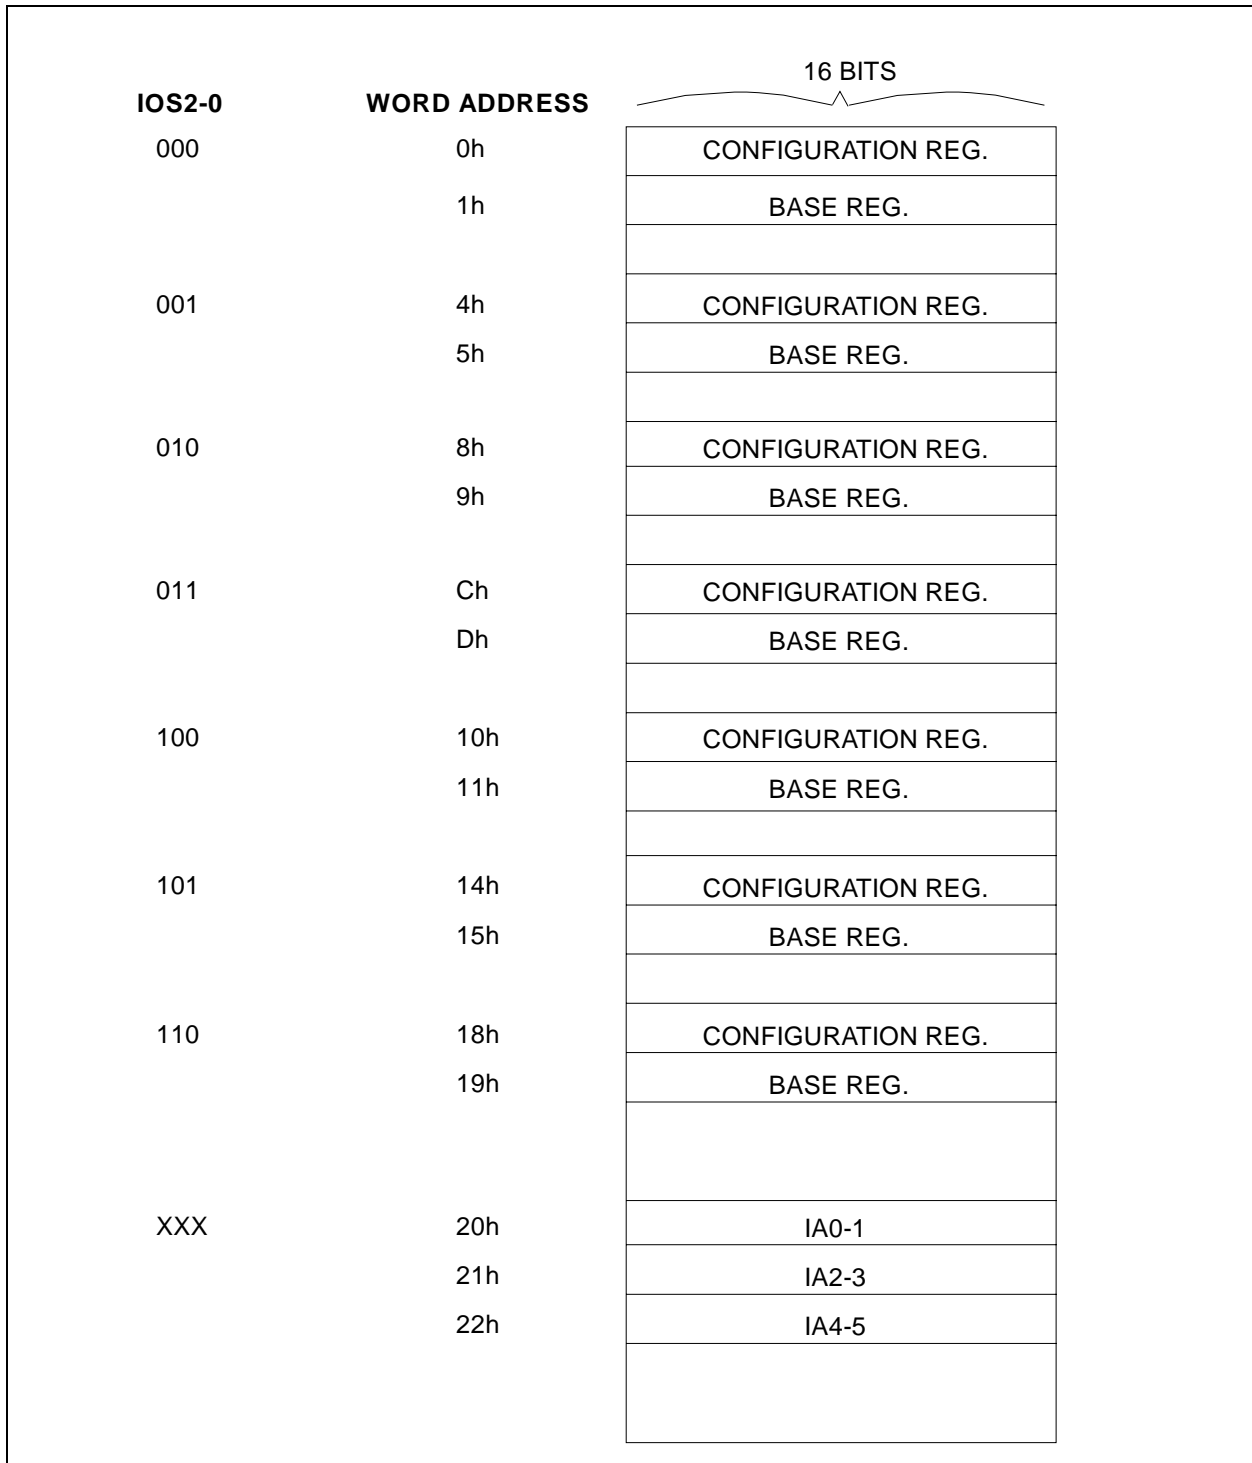 16 BITS
IOS2-0 WORD ADDRESS
000 0h CONFIGURATION REG.
1h BASE REG.
001 4h CONFIGURATION REG.
5h BASE REG.
010 8h CONFIGURATION REG.
9h BASE REG.
011 Ch CONFIGURATION REG.
Dh BASE REG.
100 10h CONFIGURATION REG.
11h BASE REG.
101 14h CONFIGURATION REG.
15h BASE REG.
110 18h CONFIGURATION REG.
19h BASE REG.
XXX 20h IA0-1
21h IA2-3
22h IA4-5